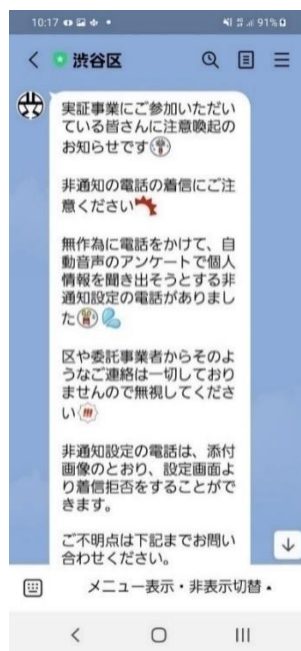 10:17
91%
渋谷区
実証事業にご参加いただい
ている皆さんに注意喚起の
お知らせです
非通知の電話の着信にご注
意ください
無作為に電話をかけて、自
動音声のアンケートで個人
情報を聞き出そうとする非
通知設定の電話がありまし
た
区や委託事業者からそのよ
うなご連絡は一切しており
ませんので無視してくださ
い
非通知設定の電話は、添付
画像のとおり、設定画面よ
り着信拒否をすることがで
きます。
ご不明点は下記までお問い
合わせください。
メニュー表示・非表示切替